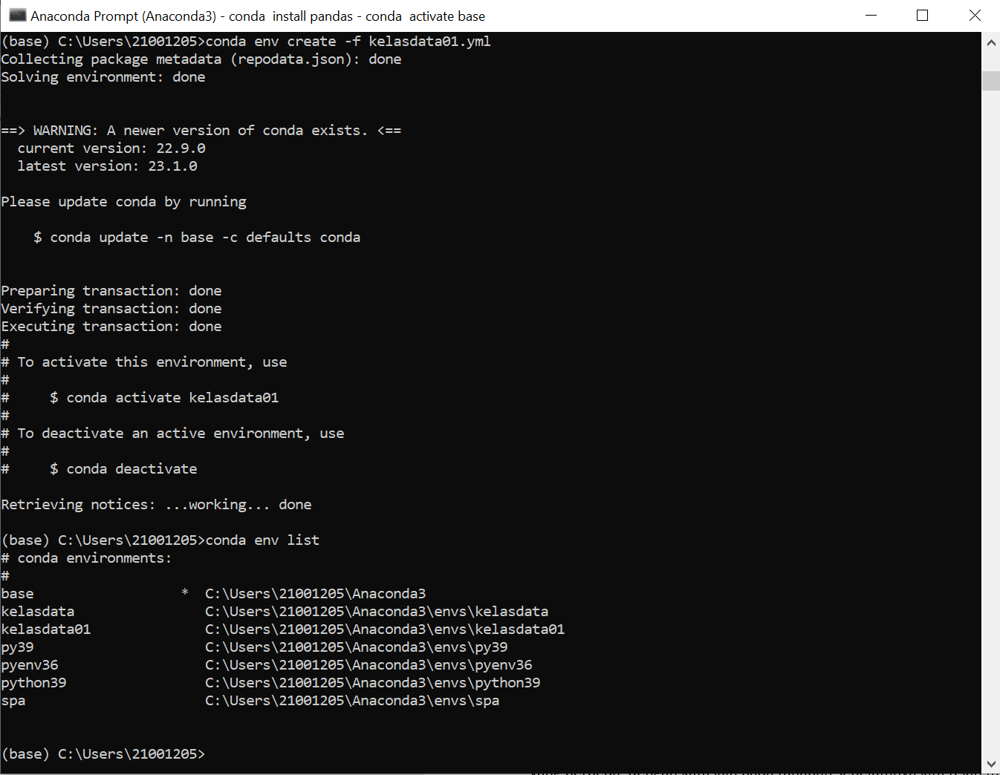 Anaconda Prompt (Anaconda3) - conda  install pandas - conda  activate base
(base) C:\Users\21001205>conda env create -f kelasdata01.yml
Collecting package metadata (repodata.json): done
Solving environment: done
==> WARNING: A newer version of conda exists. <==
  current version: 22.9.0
  latest version: 23.1.0
Please update conda by running
    $ conda update -n base -c defaults conda
Preparing transaction: done
Verifying transaction: done
Executing transaction: done
#
# To activate this environment, use
#
#     $ conda activate kelasdata01
#
# To deactivate an active environment, use
#
#     $ conda deactivate
Retrieving notices: ...working... done
(base) C:\Users\21001205>conda env list
# conda environments:
#
base                  *  C:\Users\21001205\Anaconda3
kelasdata                C:\Users\21001205\Anaconda3\envs\kelasdata
kelasdata01              C:\Users\21001205\Anaconda3\envs\kelasdata01
py39                     C:\Users\21001205\Anaconda3\envs\py39
pyenv36                  C:\Users\21001205\Anaconda3\envs\pyenv36
python39                 C:\Users\21001205\Anaconda3\envs\python39
spa                      C:\Users\21001205\Anaconda3\envs\spa
(base) C:\Users\21001205>